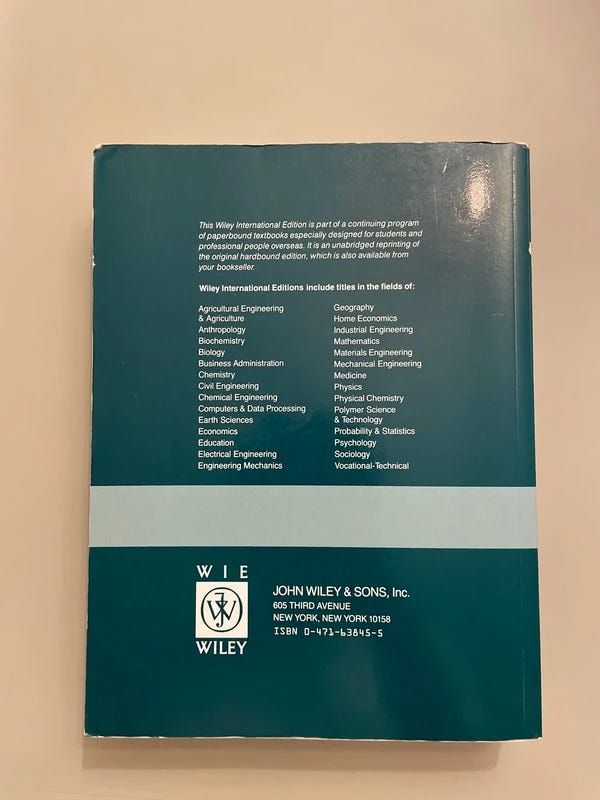 This Wiley International Edition is part of a continuing program
of paperbound textbooks especially designed for students and
professional people overseas. It is an unabridged reprinting of
the original hardbound edition, which is also available from
your bookseller.
Wiley International Editions include titles in the fields of:
Agricultural Engineering
& Agriculture
Anthropology
Biochemistry
Biology
Business Administration
Chemistry
Civil Engineering
Chemical Engineering
Computers & Data Processing
Earth Sciences
Economics
Education
Electrical Engineering
Engineering Mechanics
Geography
Home Economics
Industrial Engineering
Mathematics
Materials Engineering
Mechanical Engineering
Medicine
Physics
Physical Chemistry
Polymer Science
& Technology
Probability & Statistics
Psychology
Sociology
Vocational-Technical
WIE
JW
WILEY
JOHN WILEY & SONS, Inc.
605 THIRD AVENUE
NEW YORK, NEW YORK 10158
ISBN 0-471-63845-5